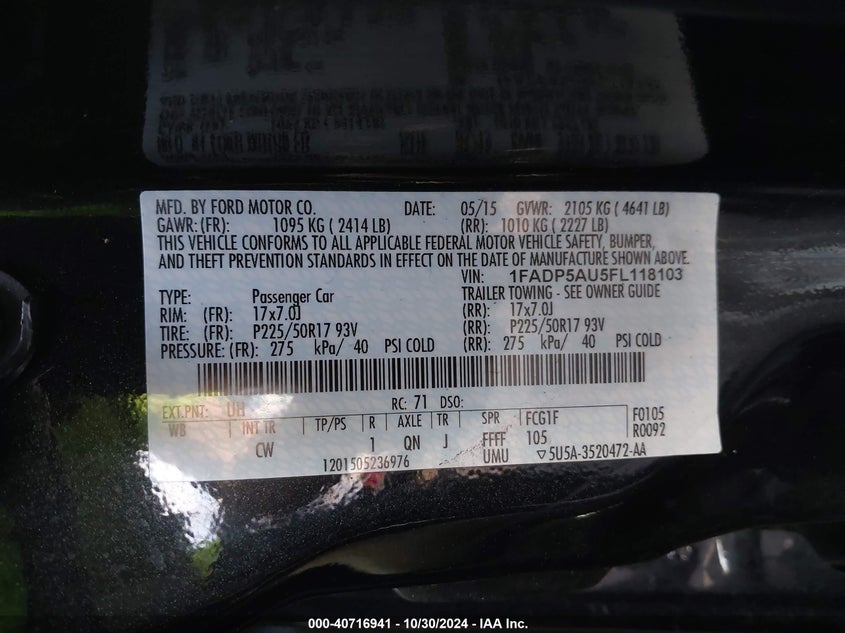 MFD. BY FORD MOTOR CO. DATE: 05/15 GVWR: 2105 KG ( 4641 LB)
GAWR:(FR): 1095 KG ( 2414 LB) (RR): 1010 KG ( 2227 LB)
THIS VEHICLE CONFORMS TO ALL APPLICABLE FEDERAL MOTOR VEHICLE SAFETY, BUMPER,
AND THEFT PREVENTION STANDARDS IN EFFECT ON THE DATE OF MANUFACTURE SHOWN ABOVE.
VIN: 1FADP5AU5FL118103
TYPE: Passenger Car TRAILER TOWING - SEE OWNER GUIDE
RIM: (FR): 17x7.0J (RR): 17x7.0J
TIRE: (FR): P225/50R17 93V (RR): P225/50R17 93V
PRESSURE: (FR): 275 kPa/ 40 PSI COLD (RR): 275 kPa/ 40 PSI COLD
EXT.PNT: UH RC: 71 DSO:
WB INT TR TP/PS R AXLE TR SPR FCG1F F0105
CW 1 QN J FFFF 105 R0092
1201505236976 UMU ▽5U5A-3520472-AA
000-40716941 - 10/30/2024 - IAA Inc.